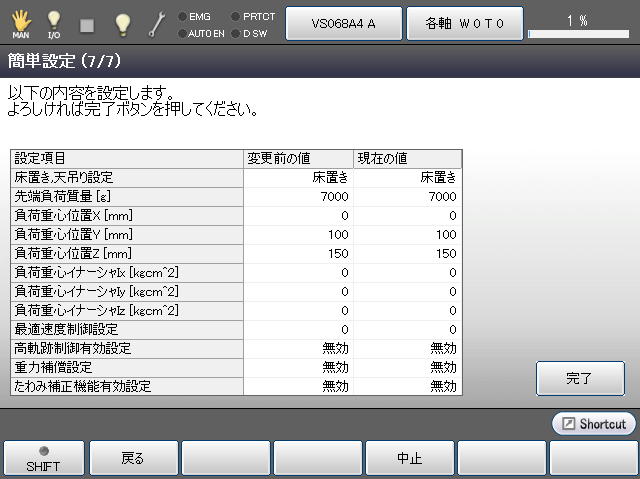 EMG
PRTCT
MAN
I/O
AUTO EN
D SW
VS068A4 A
各軸 W0T0
1 %
簡単設定 (7/7)
以下の内容を設定します。
よろしければ完了ボタンを押してください。
設定項目 変更前の値 現在の値
床置き,天吊り設定 床置き 床置き
先端負荷質量 [g] 7000 7000
負荷重心位置X [mm] 0 0
負荷重心位置Y [mm] 100 100
負荷重心位置Z [mm] 150 150
負荷重心イナーシャIx [kgcm^2] 0 0
負荷重心イナーシャIy [kgcm^2] 0 0
負荷重心イナーシャIz [kgcm^2] 0 0
最適速度制御設定 0 0
高軌跡制御有効設定 無効 無効
重力補償設定 無効 無効
たわみ補正機能有効設定 無効 無効
完了
Shortcut
SHIFT
戻る
中止